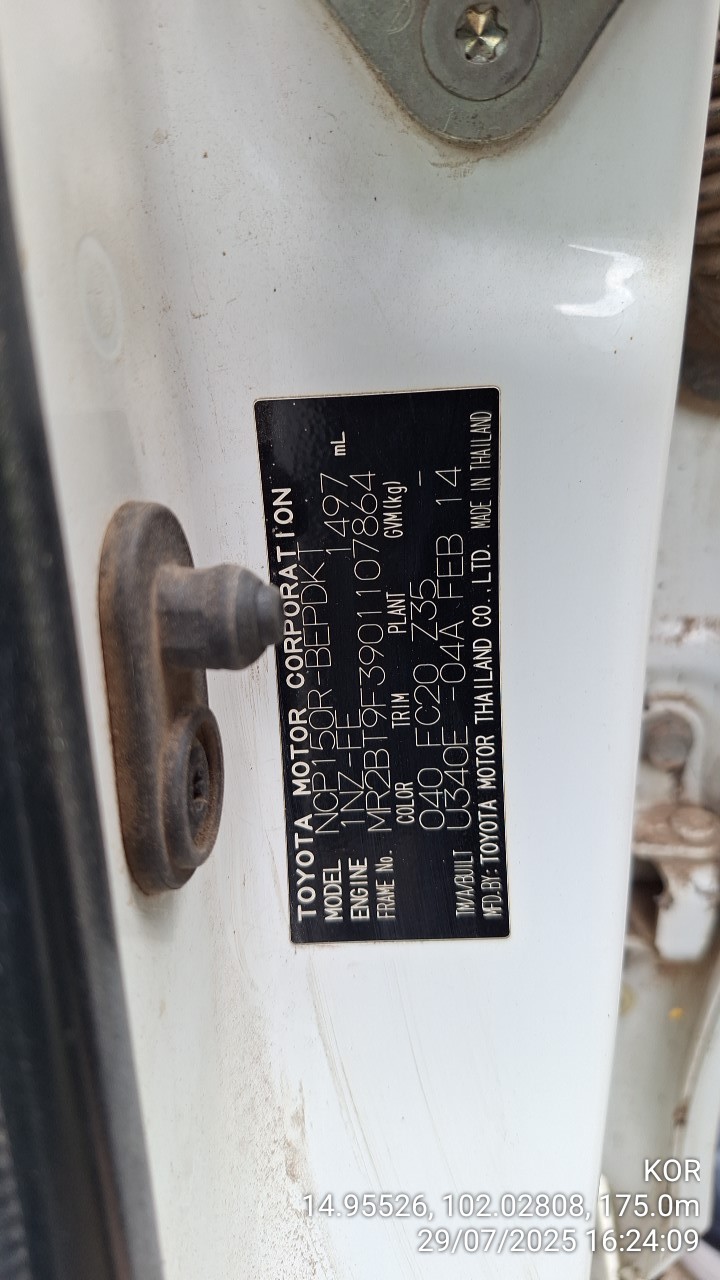 TOYOTA MOTOR CORPORATION
MODEL NCP150R-BEPDKT
ENGINE 1NZ-FE 1497 mL
FRAME No. MR2BT9F3901107864
COLOR TRIM PLANT GVM(kg)
040 FC20 Z35 -
TM/A/BUILT U340E -04A FEB 14
MFD.BY:TOYOTA MOTOR THAILAND CO.,LTD. MADE IN THAILAND
KOR
14.95526, 102.02808, 175.0m
29/07/2025 16:24:09